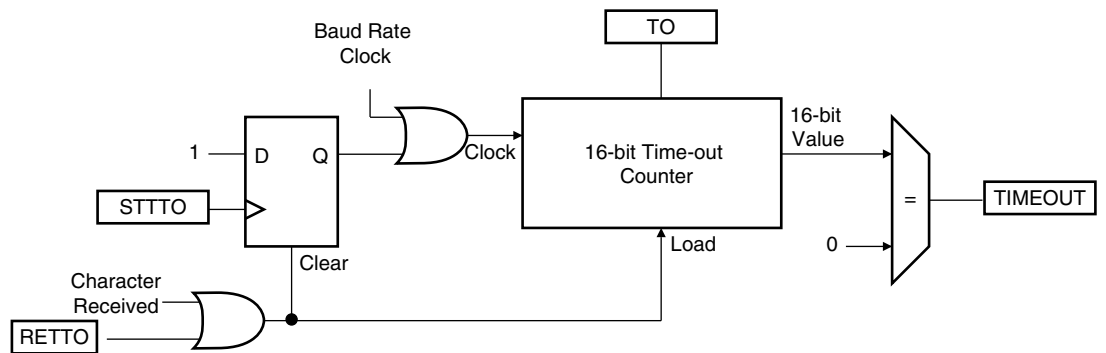 Baud Rate
Clock
TO
1
D
Q
Clock
16-bit Time-out
Counter
16-bit
Value
STTTO
=
TIMEOUT
Clear
Load
0
Character
Received
RETTO